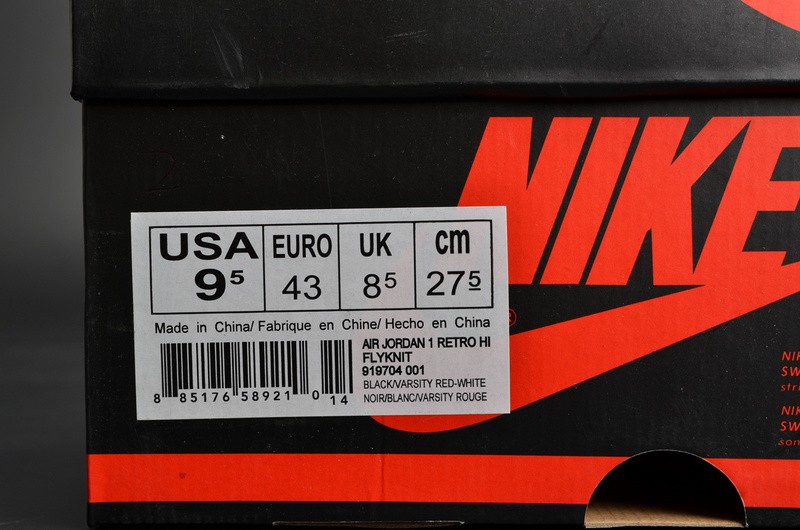 NIKE
®
USA EURO UK cm
9⁵ 43 8⁵ 27⁵
Made in China/ Fabrique en Chine/ Hecho en China
AIR JORDAN 1 RETRO HI
FLYKNIT
919704 001
BLACK/VARSITY RED-WHITE
NOIR/BLANC/VARSITY ROUGE
8 85176 58921 0 14